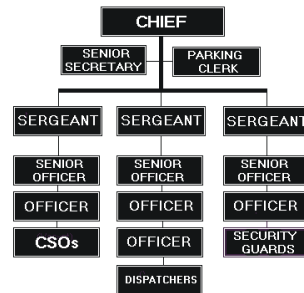 CHIEF
SENIOR
SECRETARY
PARKING
CLERK
SERGEANT
SERGEANT
SERGEANT
SENIOR
OFFICER
SENIOR
OFFICER
SENIOR
OFFICER
OFFICER
OFFICER
OFFICER
CSOs
OFFICER
SECURITY
GUARDS
DISPATCHERS